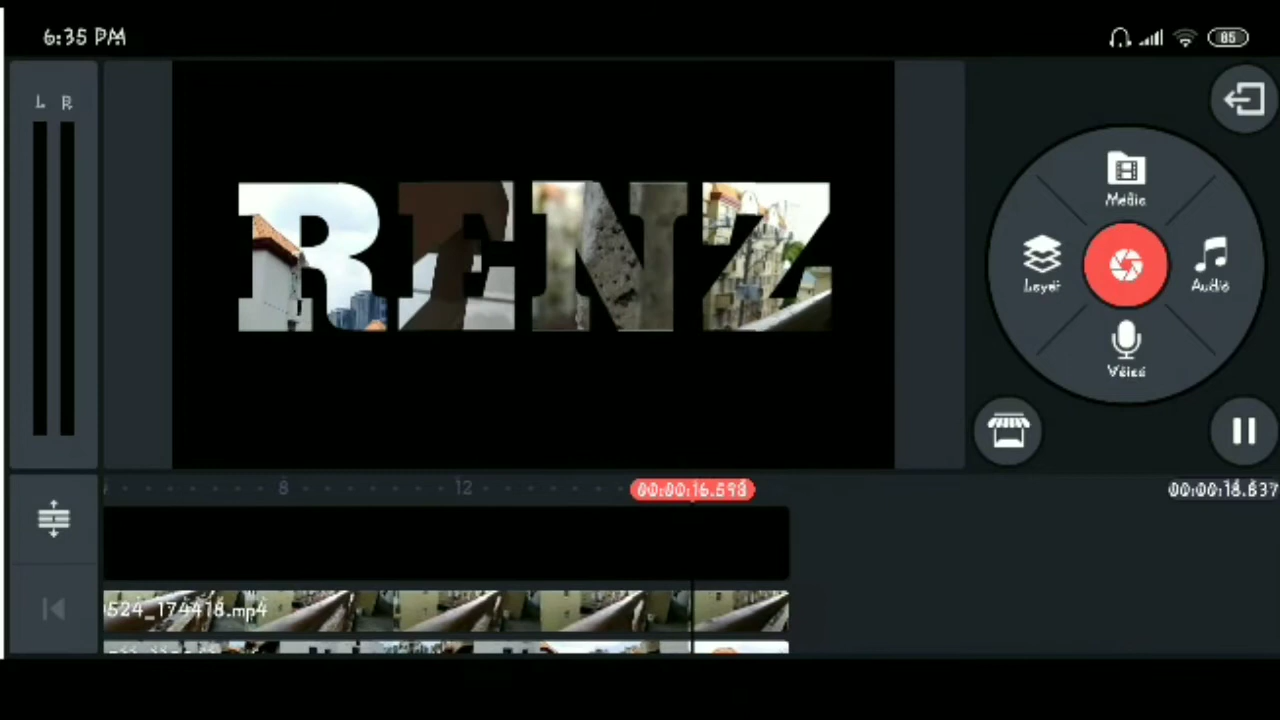 6:35 PM
85
L R
RENZ
Media
Layer
Audio
Voice
8
12
00:00:16.593
00:00:18.837
524_174418.mp4